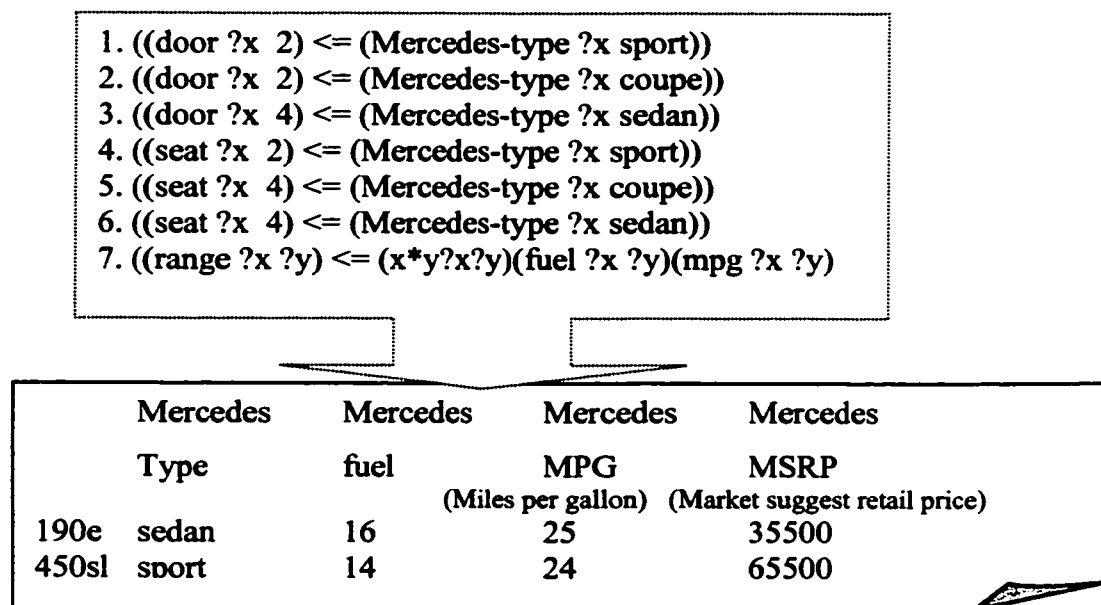 1. ((door ?x 2) <= (Mercedes-type ?x sport))
2. ((door ?x 2) <= (Mercedes-type ?x coupe))
3. ((door ?x 4) <= (Mercedes-type ?x sedan))
4. ((seat ?x 2) <= (Mercedes-type ?x sport))
5. ((seat ?x 4) <= (Mercedes-type ?x coupe))
6. ((seat ?x 4) <= (Mercedes-type ?x sedan))
7. ((range ?x ?y) <= (x*y?x?y)(fuel ?x ?y)(mpg ?x ?y)
Mercedes Mercedes Mercedes Mercedes
Type fuel MPG MSRP
(Miles per gallon) (Market suggest retail price)
190e sedan 16 25 35500
450sl sport 14 24 65500